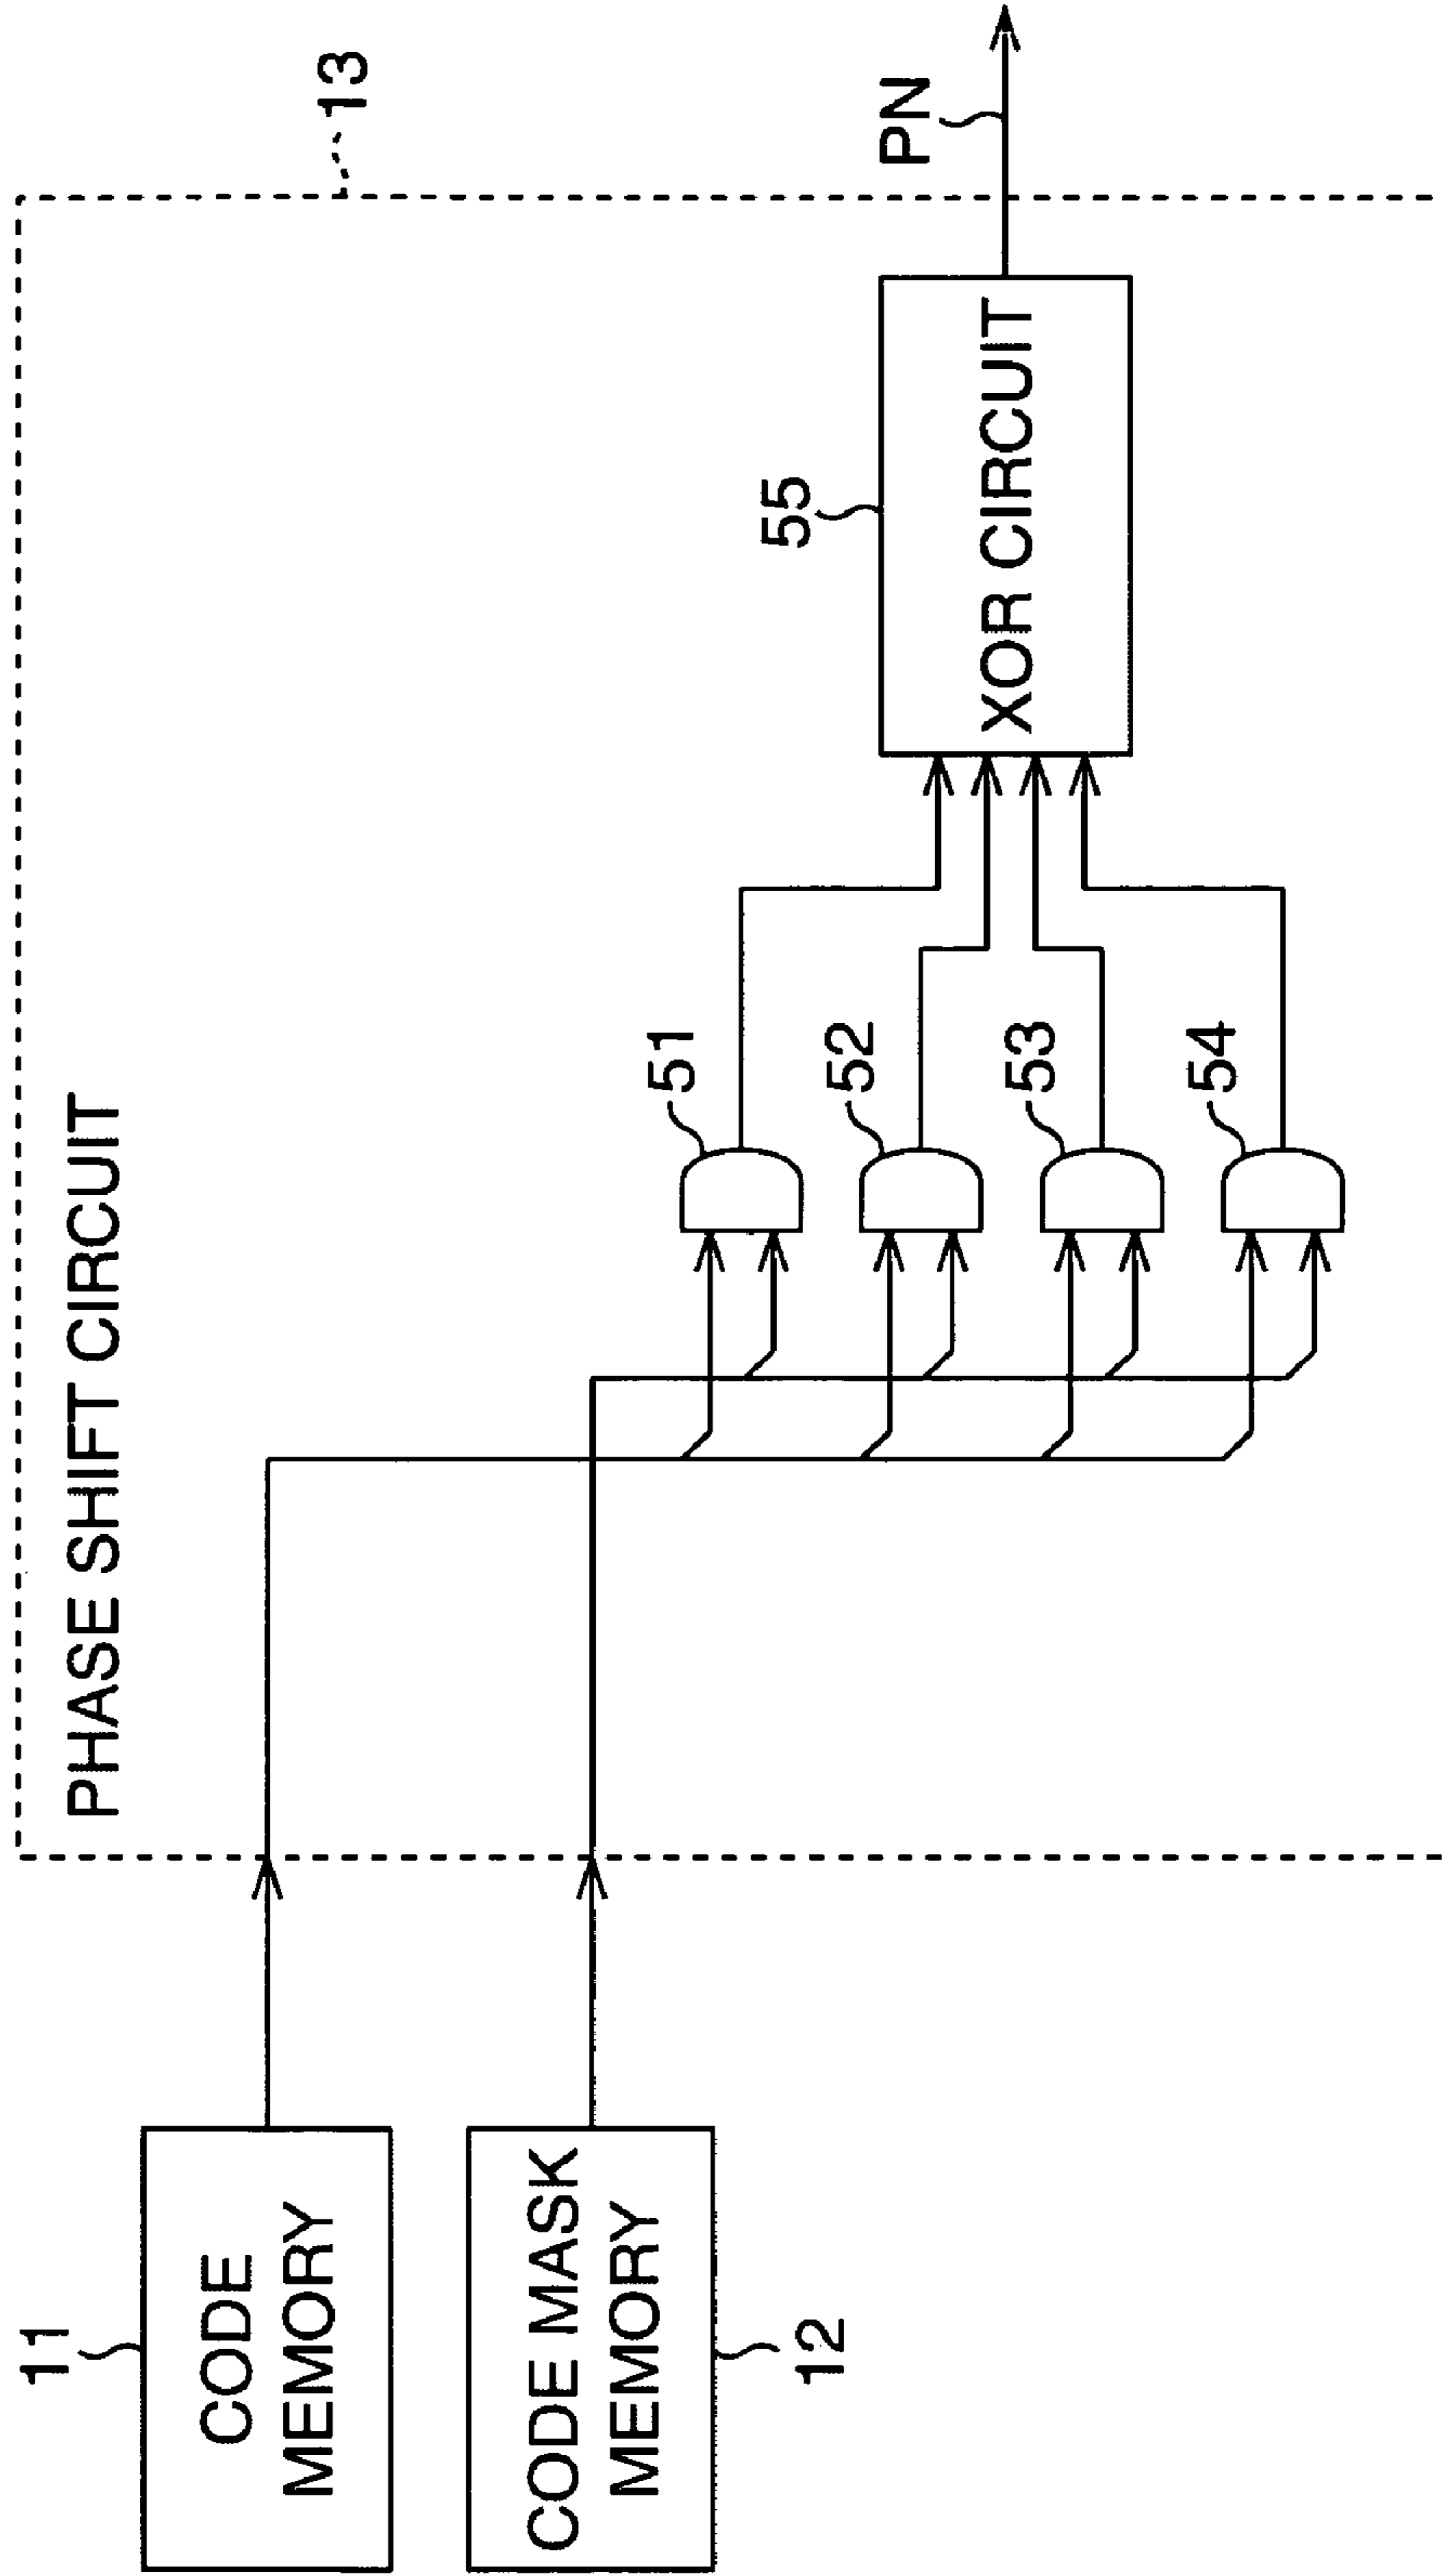 PHASE SHIFT CIRCUIT
13
11
CODE
MEMORY
CODE MASK
MEMORY
12
51
52
53
54
55
XOR CIRCUIT
PN